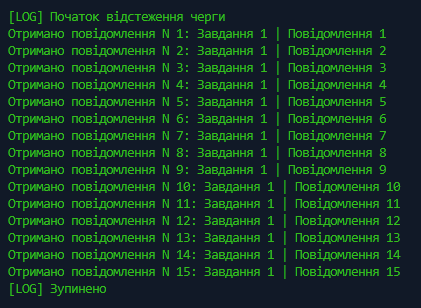 [LOG] Початок відстеження черги
Отримано повідомлення N 1: Завдання 1 | Повідомлення 1
Отримано повідомлення N 2: Завдання 1 | Повідомлення 2
Отримано повідомлення N 3: Завдання 1 | Повідомлення 3
Отримано повідомлення N 4: Завдання 1 | Повідомлення 4
Отримано повідомлення N 5: Завдання 1 | Повідомлення 5
Отримано повідомлення N 6: Завдання 1 | Повідомлення 6
Отримано повідомлення N 7: Завдання 1 | Повідомлення 7
Отримано повідомлення N 8: Завдання 1 | Повідомлення 8
Отримано повідомлення N 9: Завдання 1 | Повідомлення 9
Отримано повідомлення N 10: Завдання 1 | Повідомлення 10
Отримано повідомлення N 11: Завдання 1 | Повідомлення 11
Отримано повідомлення N 12: Завдання 1 | Повідомлення 12
Отримано повідомлення N 13: Завдання 1 | Повідомлення 13
Отримано повідомлення N 14: Завдання 1 | Повідомлення 14
Отримано повідомлення N 15: Завдання 1 | Повідомлення 15
[LOG] Зупинено